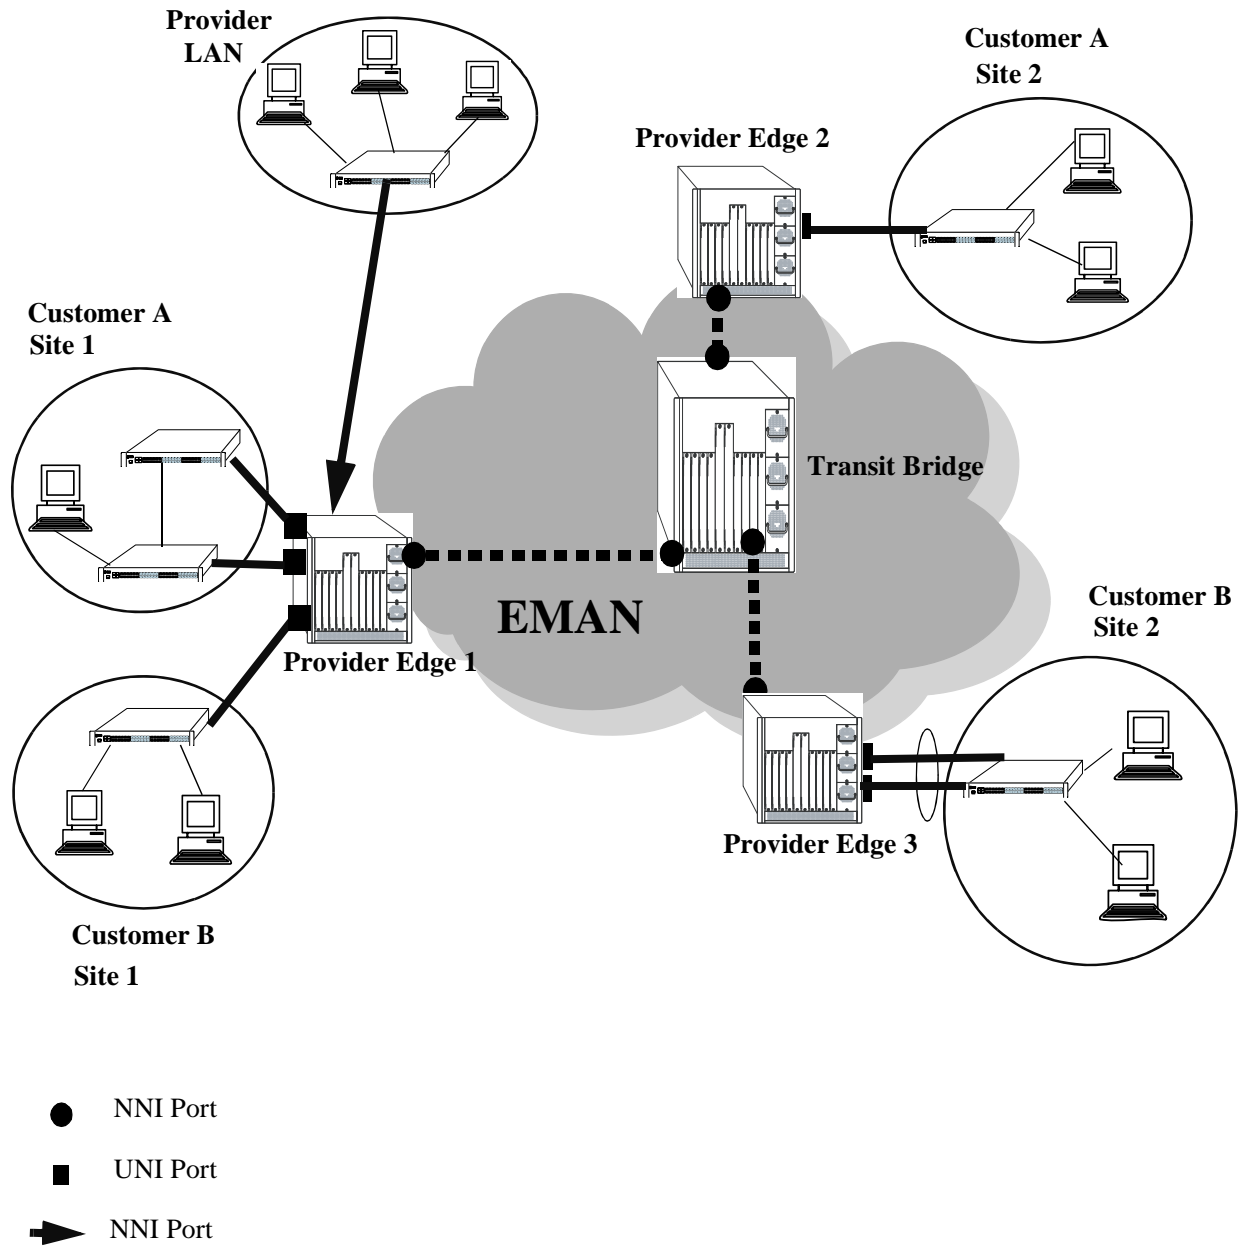 Provider
LAN
Customer A
Site 2
Provider Edge 2
Customer A
Site 1
Transit Bridge
EMAN
Customer B
Site 2
Provider Edge 1
Provider Edge 3
Customer B
Site 1
NNI Port
UNI Port
NNI Port